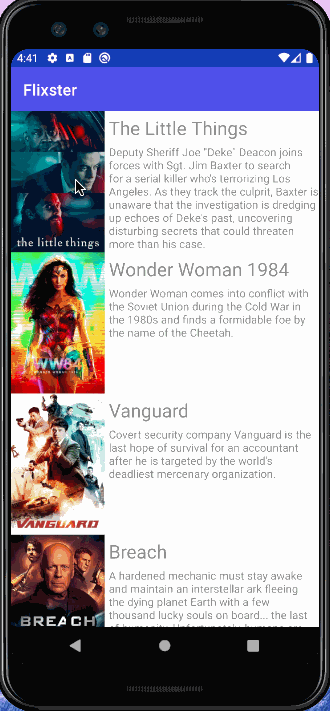 4:41
Flixster
the little things
The Little Things
Deputy Sheriff Joe "Deke" Deacon joins
forces with Sgt. Jim Baxter to search
for a serial killer who's terrorizing Los
Angeles. As they track the culprit, Baxter is
unaware that the investigation is dredging
up echoes of Deke's past, uncovering
disturbing secrets that could threaten
more than his case.
WW84
Wonder Woman 1984
Wonder Woman comes into conflict with
the Soviet Union during the Cold War in
the 1980s and finds a formidable foe by
the name of the Cheetah.
VANGUARD
Vanguard
Covert security company Vanguard is the
last hope of survival for an accountant
after he is targeted by the world's
deadliest mercenary organization.
BREACH
Breach
A hardened mechanic must stay awake
and maintain an interstellar ark fleeing
the dying planet Earth with a few
thousand lucky souls on board... the last
of humanity. Unfortunately, humans are